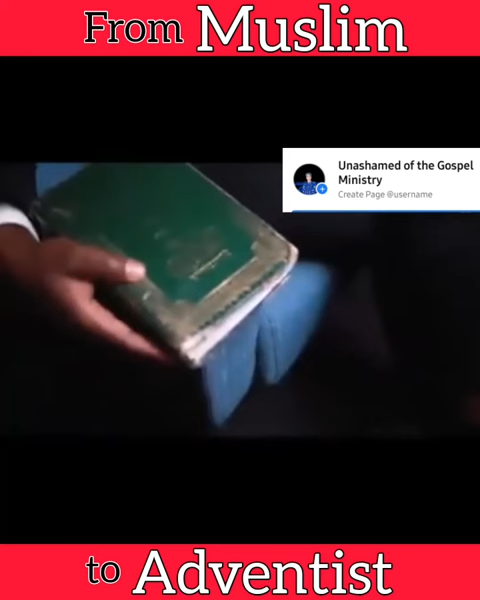 From Muslim
Unashamed of the Gospel
Ministry
Create Page @username
to Adventist